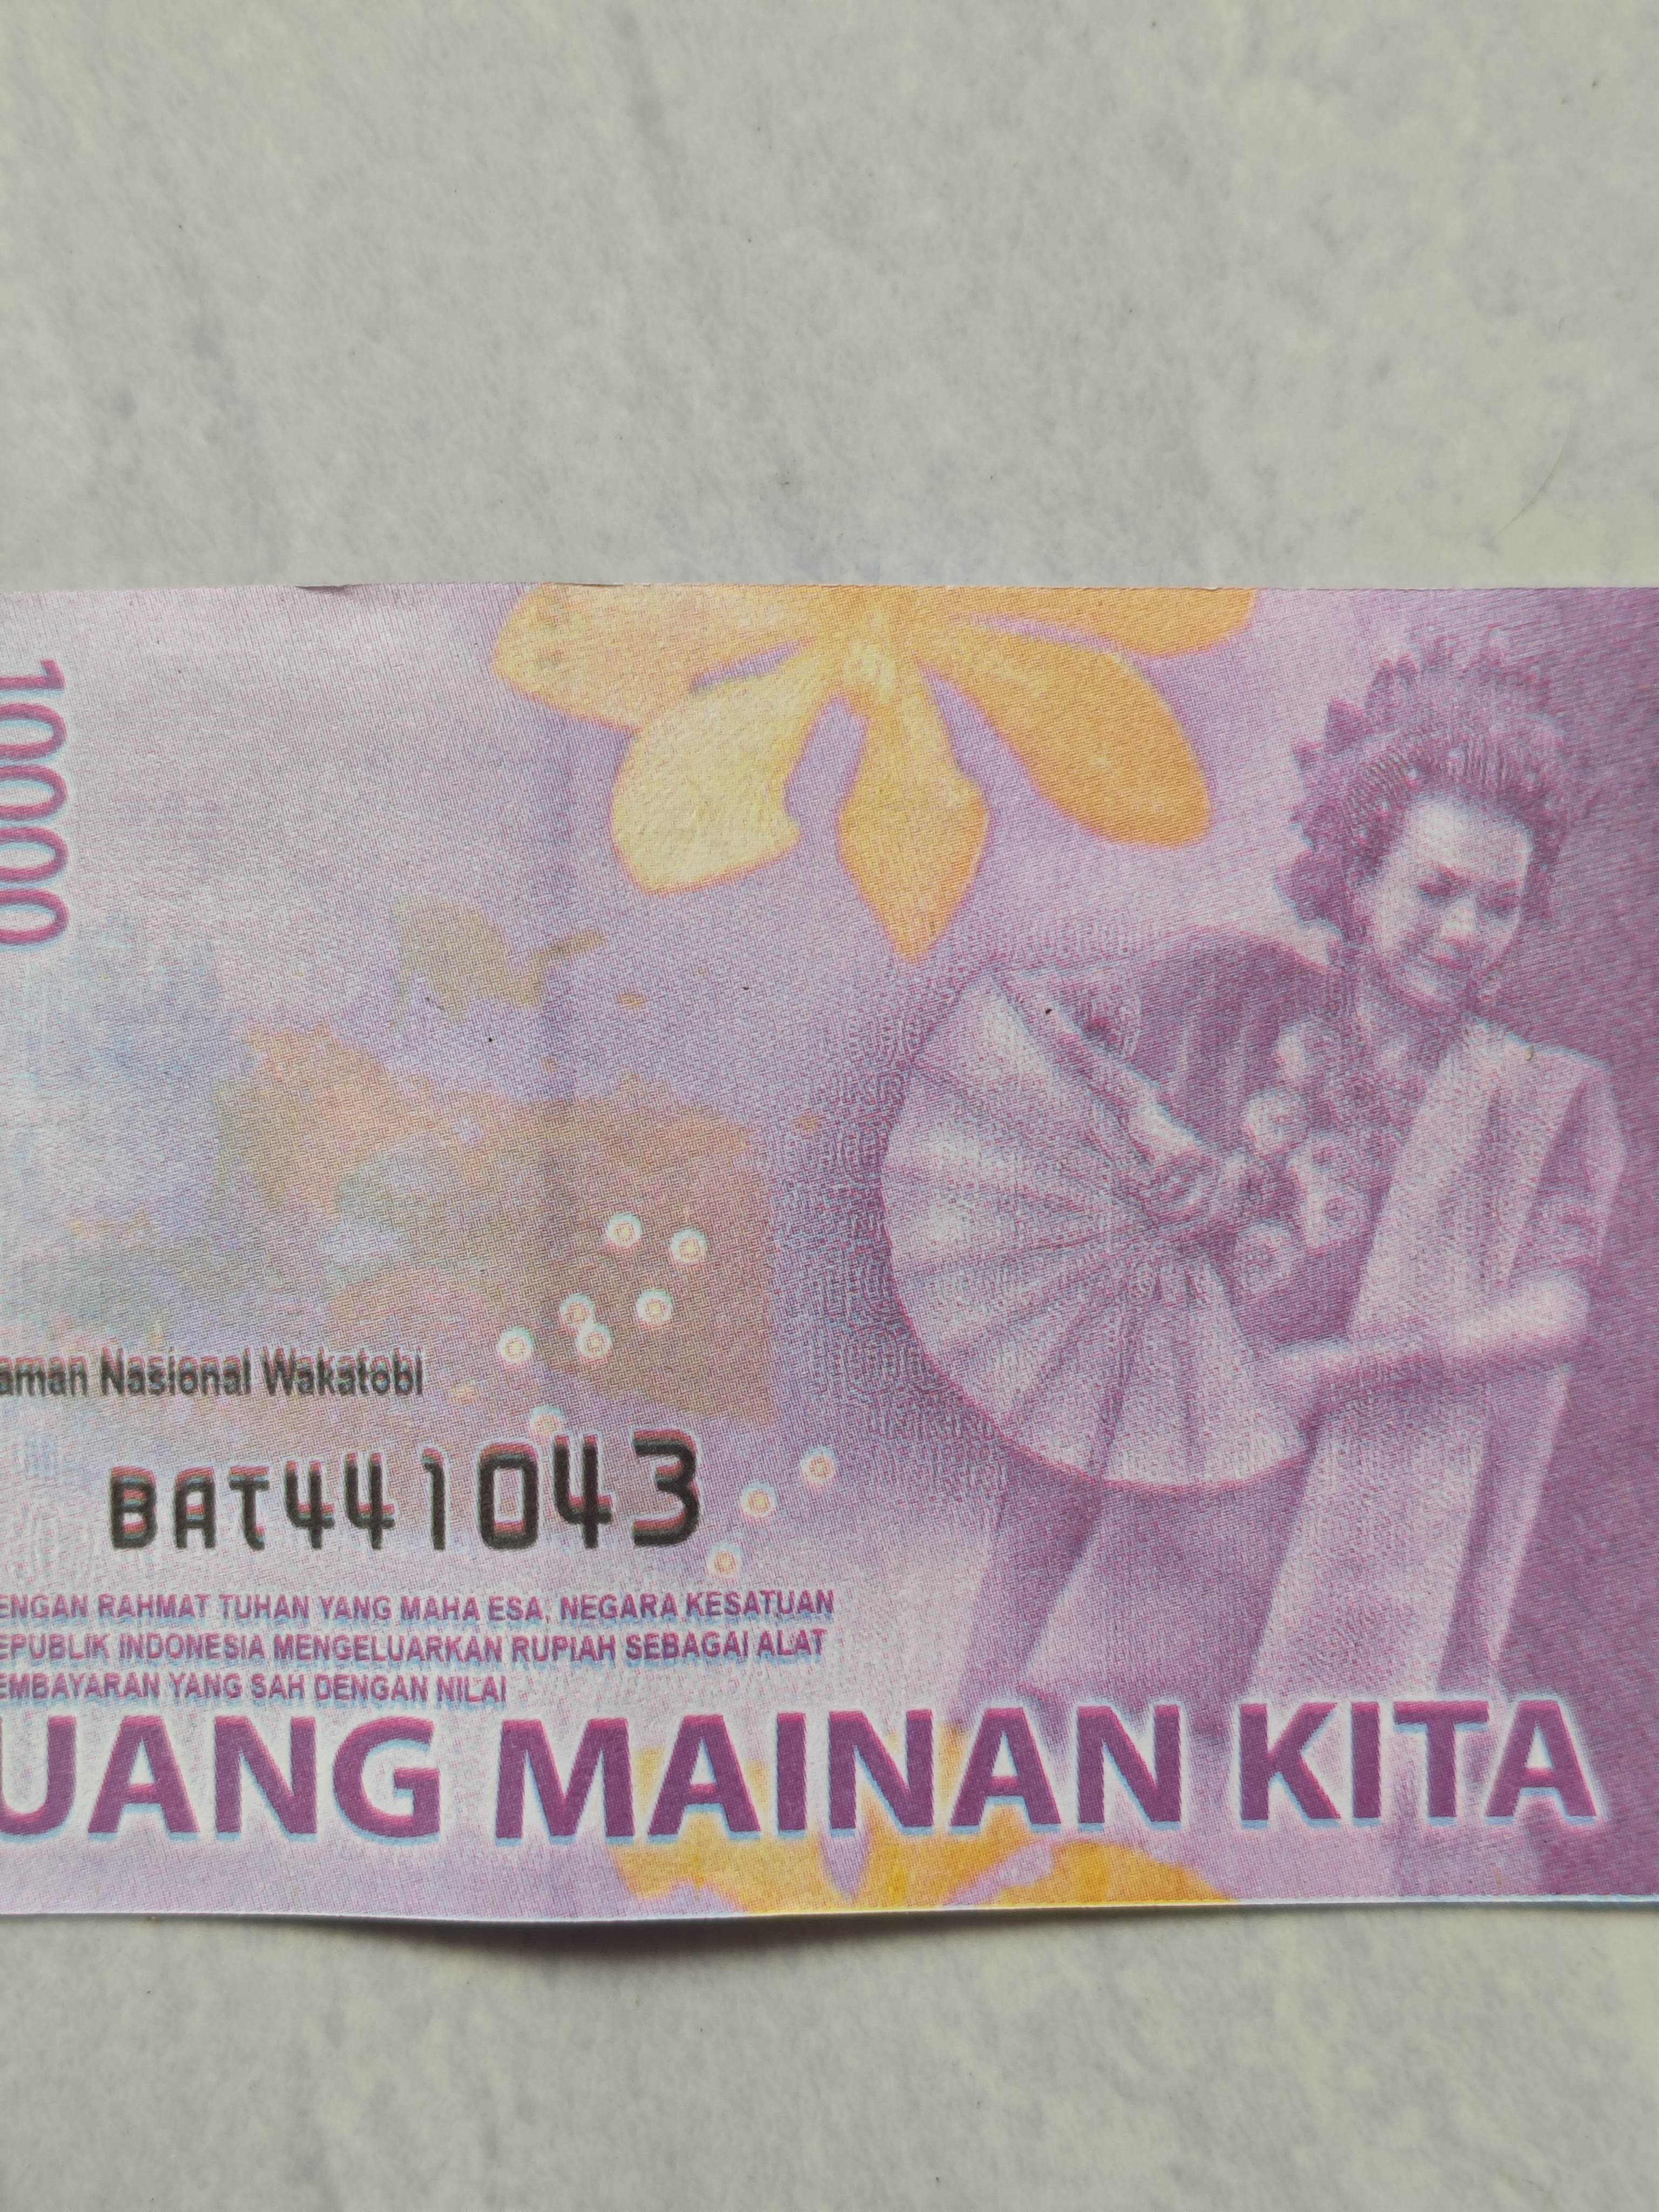 10000
aman Nasional Wakatobi
BAT441043
ENGAN RAHMAT TUHAN YANG MAHA ESA, NEGARA KESATUAN
EPUBLIK INDONESIA MENGELUARKAN RUPIAH SEBAGAI ALAT
EMBAYARAN YANG SAH DENGAN NILAI
UANG MAINAN KITA